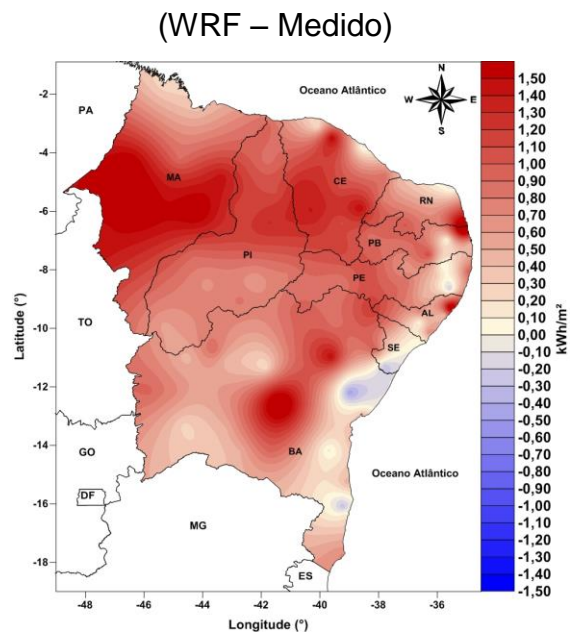 (WRF – Medido)
N
W E
S
Oceano Atlântico
PA
MA
CE
RN
PB
PI
PE
AL
TO
SE
BA
GO
DF
MG
ES
Oceano Atlântico
Latitude (°)
-2
-4
-6
-8
-10
-12
-14
-16
-18
-48 -46 -44 -42 -40 -38 -36
Longitude (°)
1,50
1,30
1,20
1,00
0,90
0,80
0,70
0,60
0,50
0,40
0,30
0,20
0,10
0,00
-0,10
-0,20
-0,30
-0,40
-0,50
-0,60
-0,70
-0,80
-0,90
-1,00
-1,10
-1,20
-1,30
-1,40
-1,50
kWh/m²